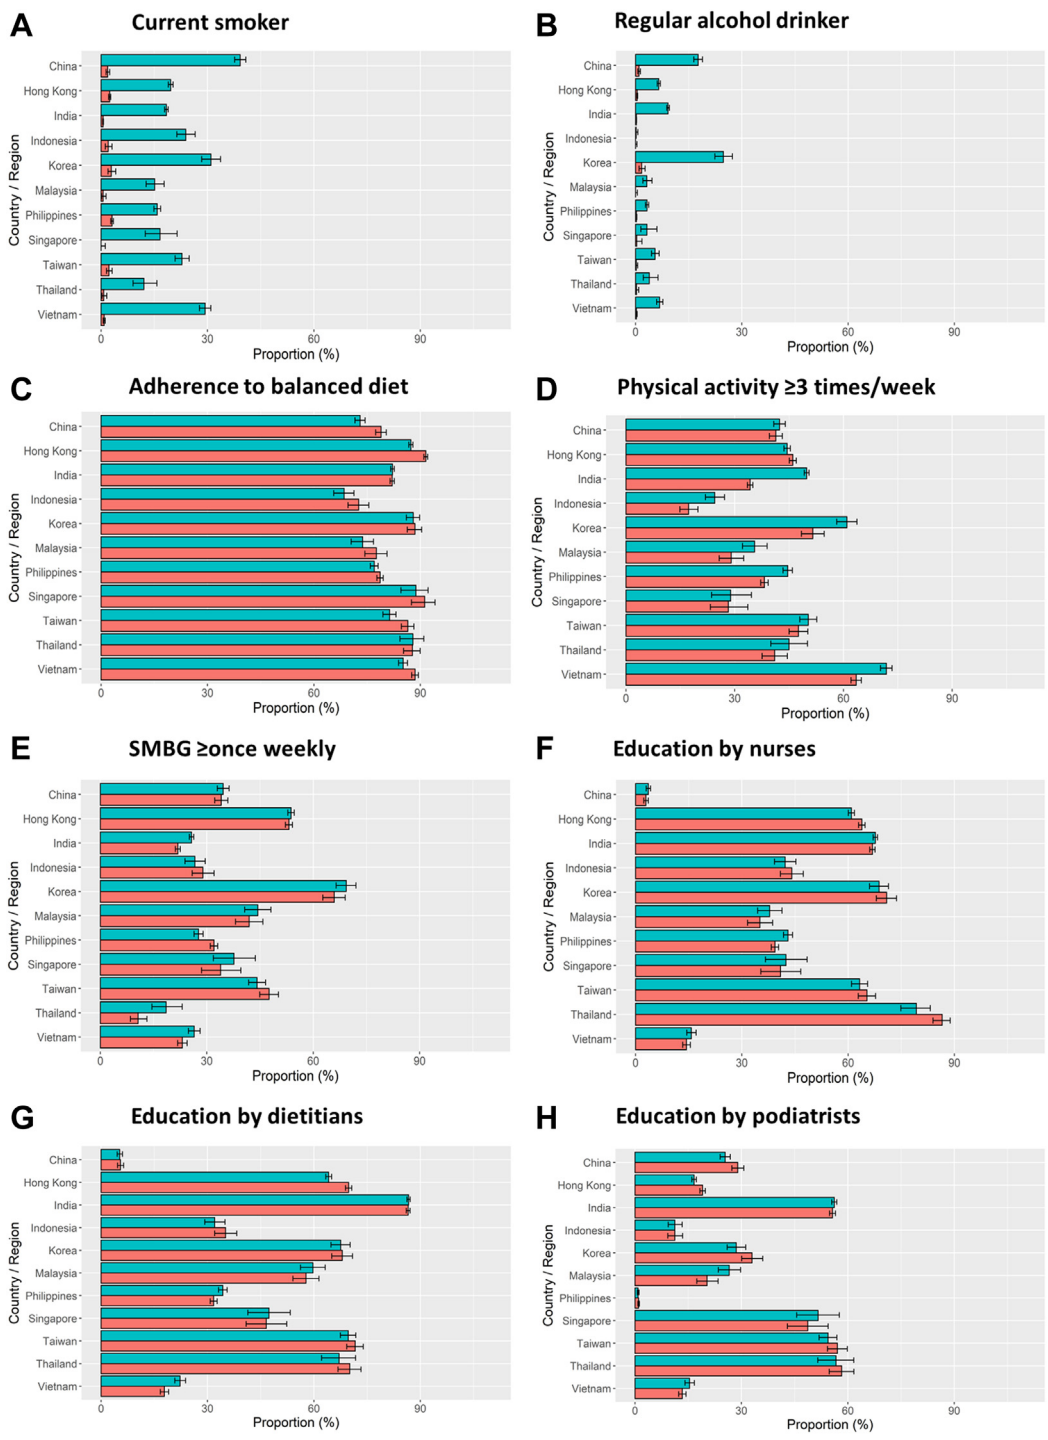 A Current smoker
China
Hong Kong
India
Indonesia
Korea
Malaysia
Philippines
Singapore
Taiwan
Thailand
Vietnam
Country / Region
0 30 60 90
Proportion (%)
B Regular alcohol drinker
China
Hong Kong
India
Indonesia
Korea
Malaysia
Philippines
Singapore
Taiwan
Thailand
Vietnam
Country / Region
0 30 60 90
Proportion (%)
C Adherence to balanced diet
China
Hong Kong
India
Indonesia
Korea
Malaysia
Philippines
Singapore
Taiwan
Thailand
Vietnam
Country / Region
0 30 60 90
Proportion (%)
D Physical activity ≥3 times/week
China
Hong Kong
India
Indonesia
Korea
Malaysia
Philippines
Singapore
Taiwan
Thailand
Vietnam
Country / Region
0 30 60 90
Proportion (%)
E SMBG ≥once weekly
China
Hong Kong
India
Indonesia
Korea
Malaysia
Philippines
Singapore
Taiwan
Thailand
Vietnam
Country / Region
0 30 60 90
Proportion (%)
F Education by nurses
China
Hong Kong
India
Indonesia
Korea
Malaysia
Philippines
Singapore
Taiwan
Thailand
Vietnam
Country / Region
0 30 60 90
Proportion (%)
G Education by dietitians
China
Hong Kong
India
Indonesia
Korea
Malaysia
Philippines
Singapore
Taiwan
Thailand
Vietnam
Country / Region
0 30 60 90
Proportion (%)
H Education by podiatrists
China
Hong Kong
India
Indonesia
Korea
Malaysia
Philippines
Singapore
Taiwan
Thailand
Vietnam
Country / Region
0 30 60 90
Proportion (%)